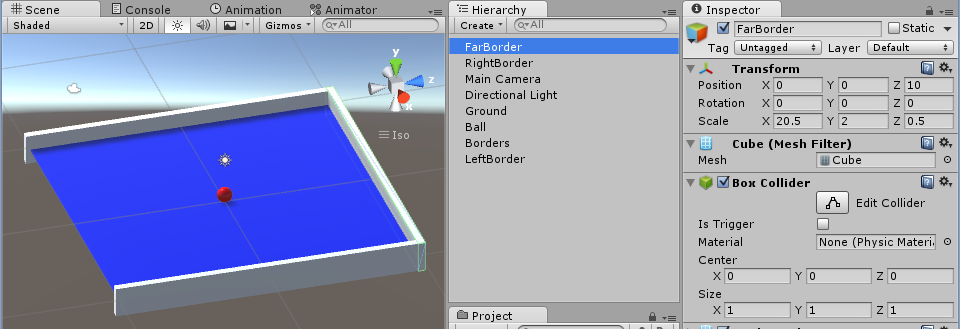 Scene Console Animation Animator
Shaded 2D Gizmos All
y
z
x
Iso
Hierarchy
Create All
FarBorder
RightBorder
Main Camera
Directional Light
Ground
Ball
Borders
LeftBorder
Project
Create
Inspector
FarBorder Static
Tag Untagged Layer Default
Transform
Position X 0 Y 0 Z 10
Rotation X 0 Y 0 Z 0
Scale X 20.5 Y 2 Z 0.5
Cube (Mesh Filter)
Mesh Cube
Box Collider
Edit Collider
Is Trigger
Material None (Physic Materi
Center
X 0 Y 0 Z 0
Size
X 1 Y 1 Z 1